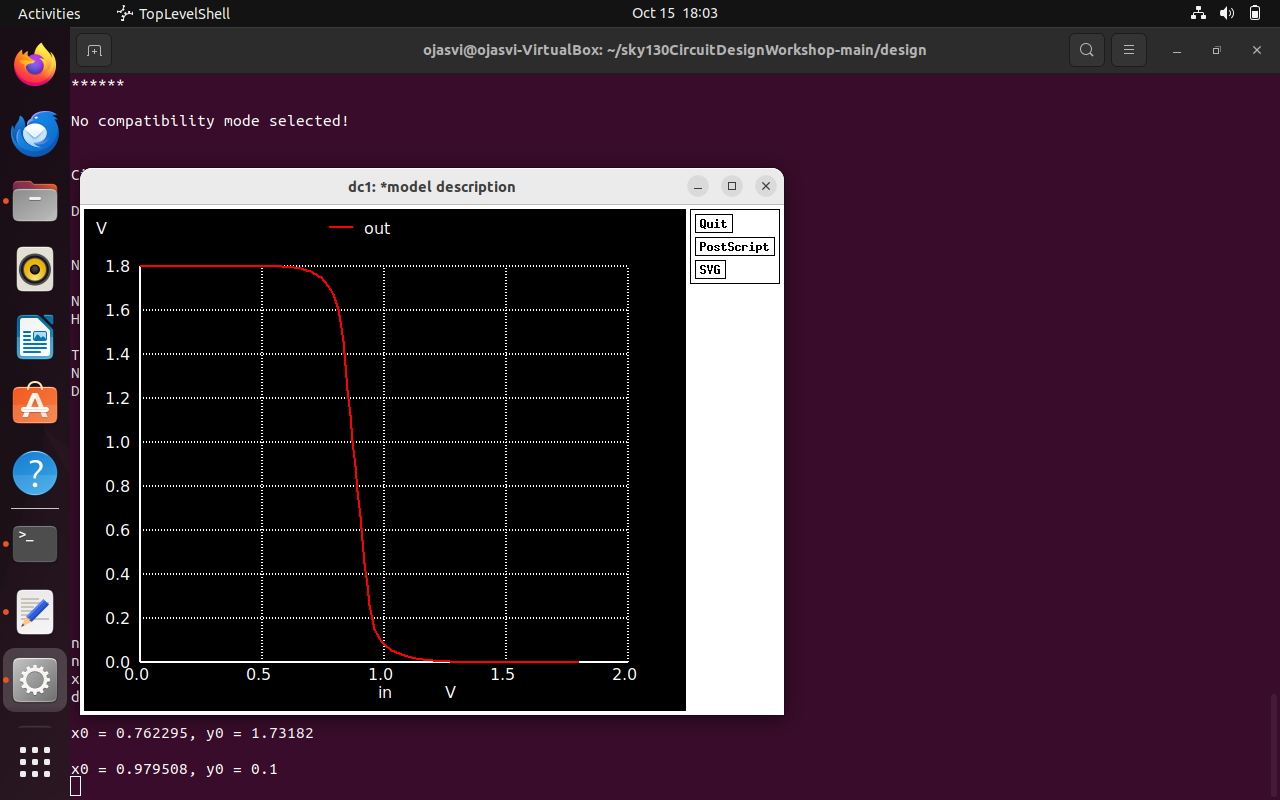 Activities
TopLevelShell
Oct 15 18:03
ojasvi@ojasvi-VirtualBox: ~/sky130CircuitDesignWorkshop-main/design
******
No compatibility mode selected!
dc1: *model description
V
out
Quit
PostScript
SVG
1.8
1.6
1.4
1.2
1.0
0.8
0.6
0.4
0.2
0.0
0.0 0.5 1.0 1.5 2.0
in V
x0 = 0.762295, y0 = 1.73182
x0 = 0.979508, y0 = 0.1